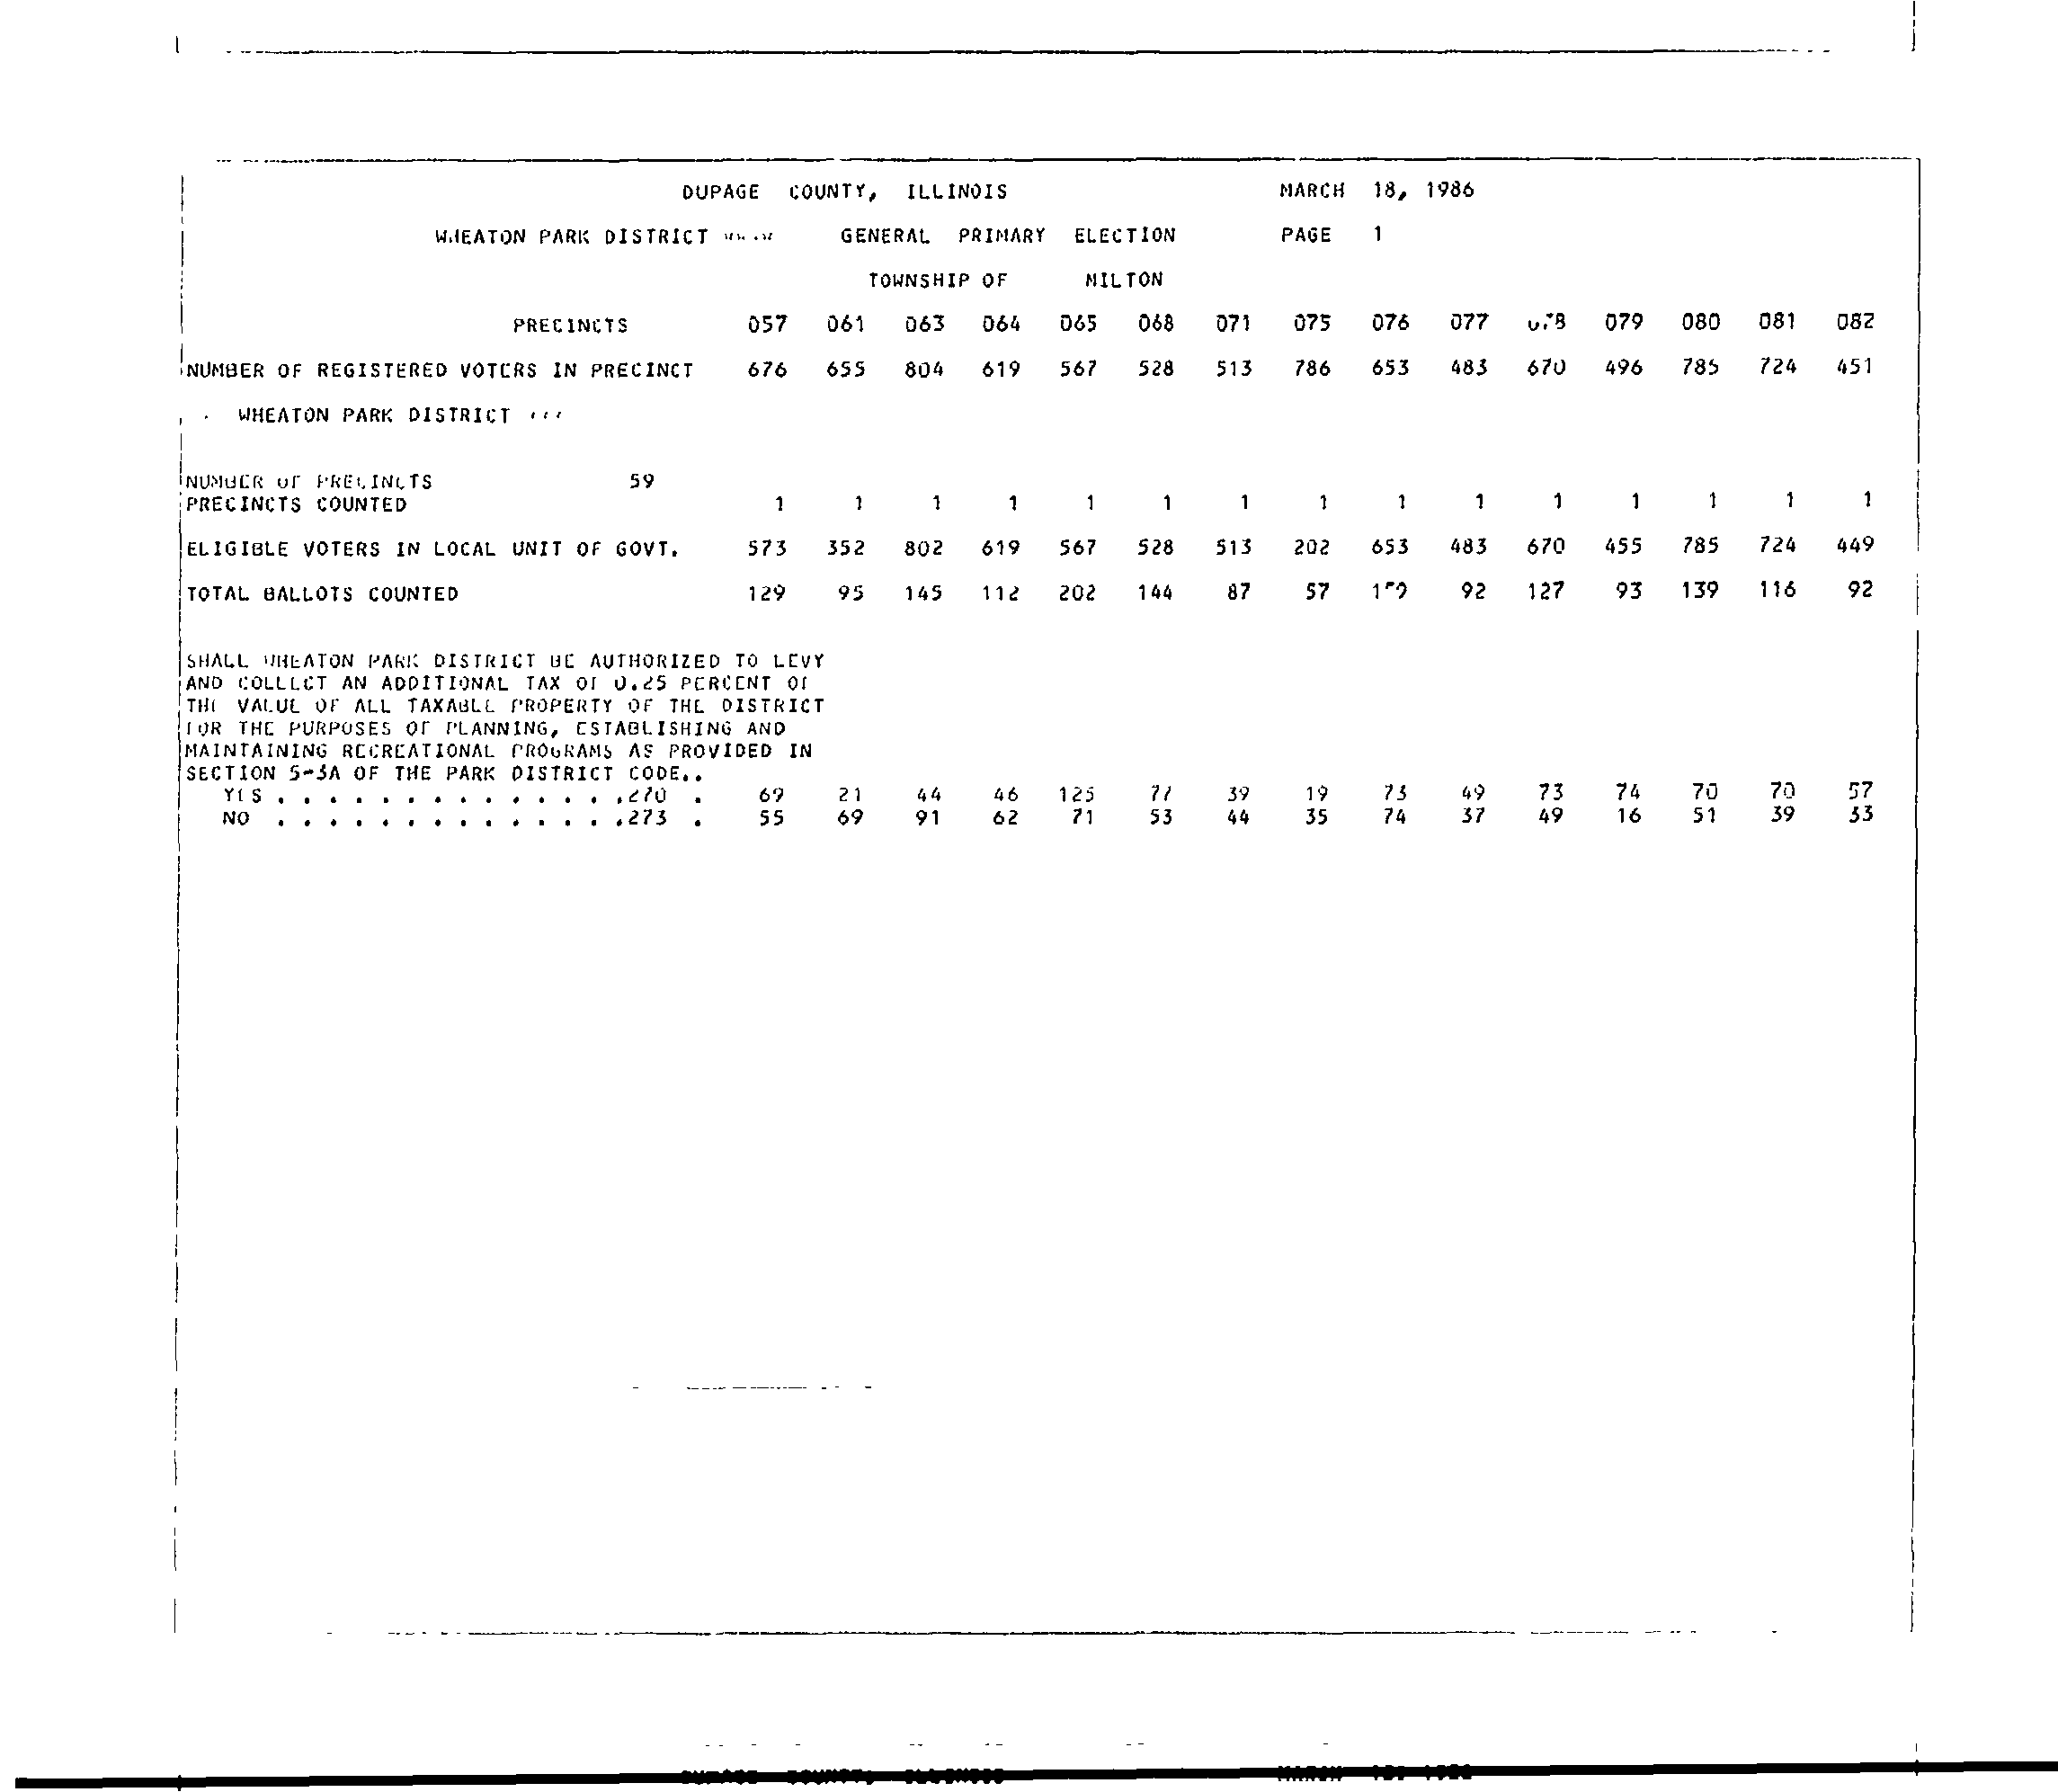 DUPAGE COUNTY, ILLINOIS MARCH 18, 1986
WHEATON PARK DISTRICT GENERAL PRIMARY ELECTION PAGE 1
TOWNSHIP OF MILTON
PRECINCTS 057 061 063 064 065 068 071 075 076 077 078 079 080 081 082
NUMBER OF REGISTERED VOTERS IN PRECINCT 676 655 804 619 567 528 513 786 653 483 670 496 785 724 451
WHEATON PARK DISTRICT
NUMBER OF PRECINCTS 59
PRECINCTS COUNTED 1 1 1 1 1 1 1 1 1 1 1 1 1 1 1
ELIGIBLE VOTERS IN LOCAL UNIT OF GOVT. 573 352 802 619 567 528 513 202 653 483 670 455 785 724 449
TOTAL BALLOTS COUNTED 129 95 145 112 202 144 87 57 92 127 93 139 116 92
SHALL WHEATON PARK DISTRICT BE AUTHORIZED TO LEVY
AND COLLECT AN ADDITIONAL TAX OF 0.25 PERCENT OF
THE VALUE OF ALL TAXABLE PROPERTY OF THE DISTRICT
FOR THE PURPOSES OF PLANNING, ESTABLISHING AND
MAINTAINING RECREATIONAL PROGRAMS AS PROVIDED IN
SECTION 5-3A OF THE PARK DISTRICT CODE..
YES . . . . . . . . . . . . . .270 . 69 21 44 46 125 77 39 19 73 49 73 74 70 70 57
NO . . . . . . . . . . . . . .273 . 55 69 91 62 71 53 44 35 74 37 49 16 51 39 33